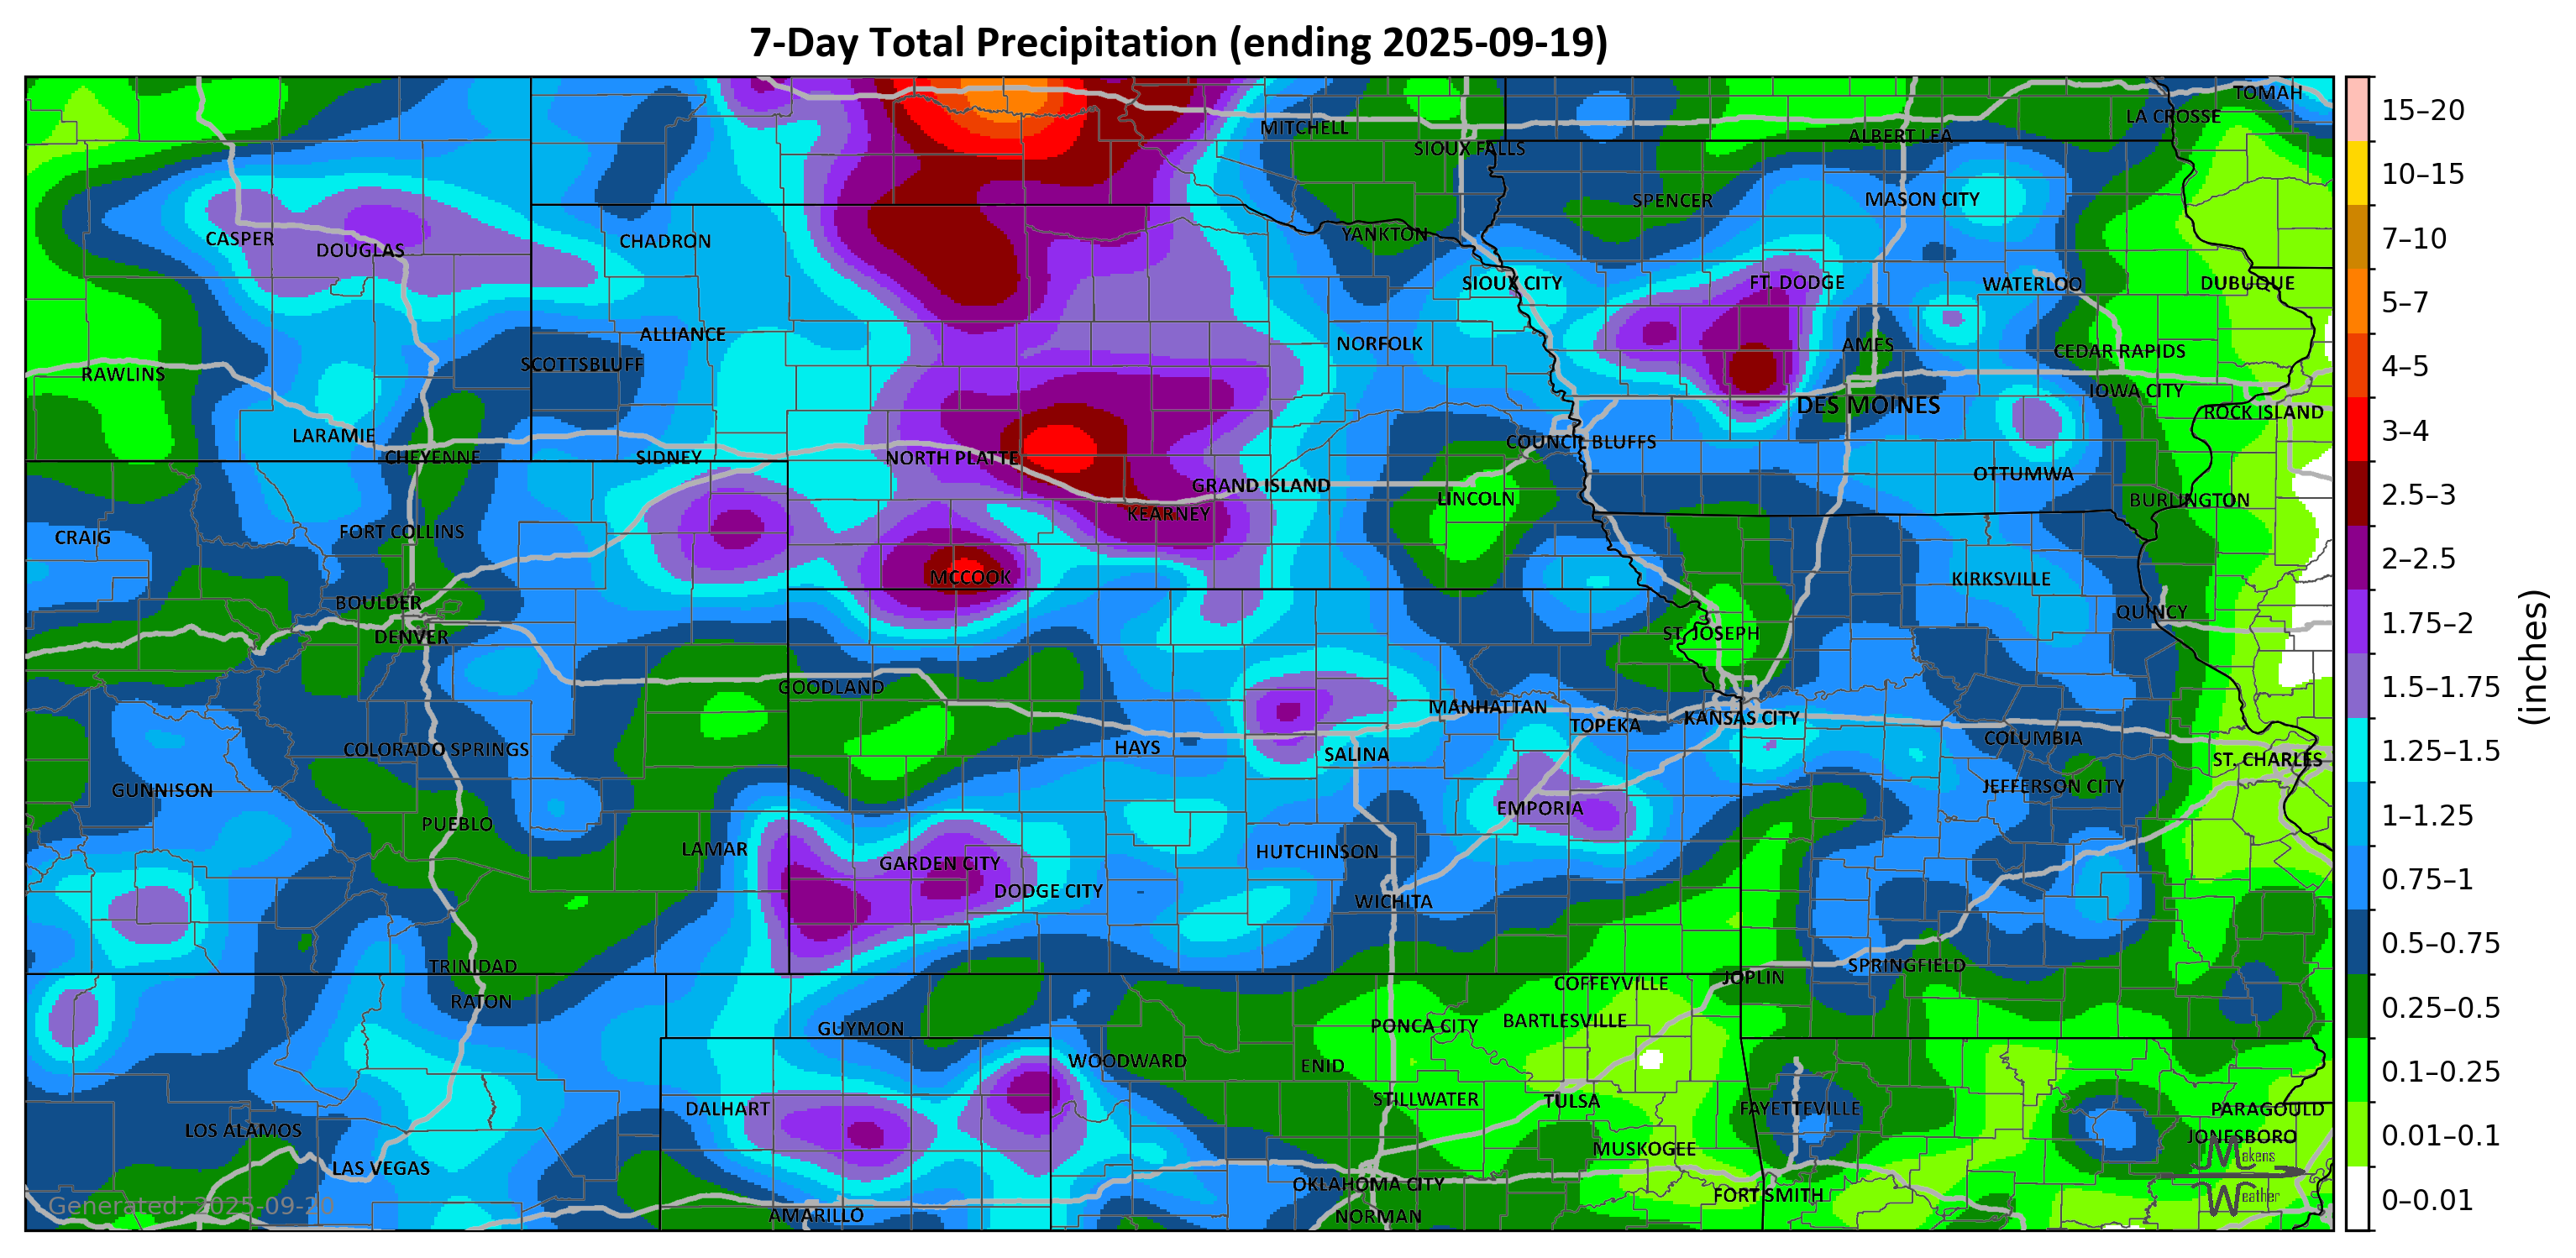 7-Day Total Precipitation (ending 2025-09-19)
TOMAH
15–20
LA CROSSE
MITCHELL
ALBERT LEA
SIOUX FALLS
10–15
SPENCER
MASON CITY
YANKTON
CASPER
CHADRON
7–10
DOUGLAS
SIOUX CITY
FT. DODGE
WATERLOO
DUBUQUE
5–7
ALLIANCE
NORFOLK
AMES
CEDAR RAPIDS
SCOTTSBLUFF
4–5
RAWLINS
IOWA CITY
DES MOINES
ROCK ISLAND
LARAMIE
COUNCIL BLUFFS
3–4
CHEYENNE
SIDNEY
NORTH PLATTE
OTTUMWA
GRAND ISLAND
LINCOLN
BURLINGTON
2.5–3
KEARNEY
CRAIG
FORT COLLINS
2–2.5
MCCOOK
KIRKSVILLE
BOULDER
QUINCY
1.75–2
DENVER
ST. JOSEPH
(inches)
GOODLAND
1.5–1.75
MANHATTAN
TOPEKA
KANSAS CITY
COLORADO SPRINGS
HAYS
SALINA
COLUMBIA
1.25–1.5
ST. CHARLES
GUNNISON
JEFFERSON CITY
EMPORIA
1–1.25
PUEBLO
LAMAR
HUTCHINSON
GARDEN CITY
DODGE CITY
0.75–1
WICHITA
0.5–0.75
TRINIDAD
SPRINGFIELD
COFFEYVILLE
JOPLIN
RATON
0.25–0.5
GUYMON
PONCA CITY
BARTLESVILLE
WOODWARD
ENID
0.1–0.25
DALHART
STILLWATER
TULSA
FAYETTEVILLE
PARAGOULD
LOS ALAMOS
JONESBORO
0.01–0.1
MUSKOGEE
Makens
LAS VEGAS
OKLAHOMA CITY
FORT SMITH
Weather
0–0.01
Generated: 2025-09-20
AMARILLO
NORMAN